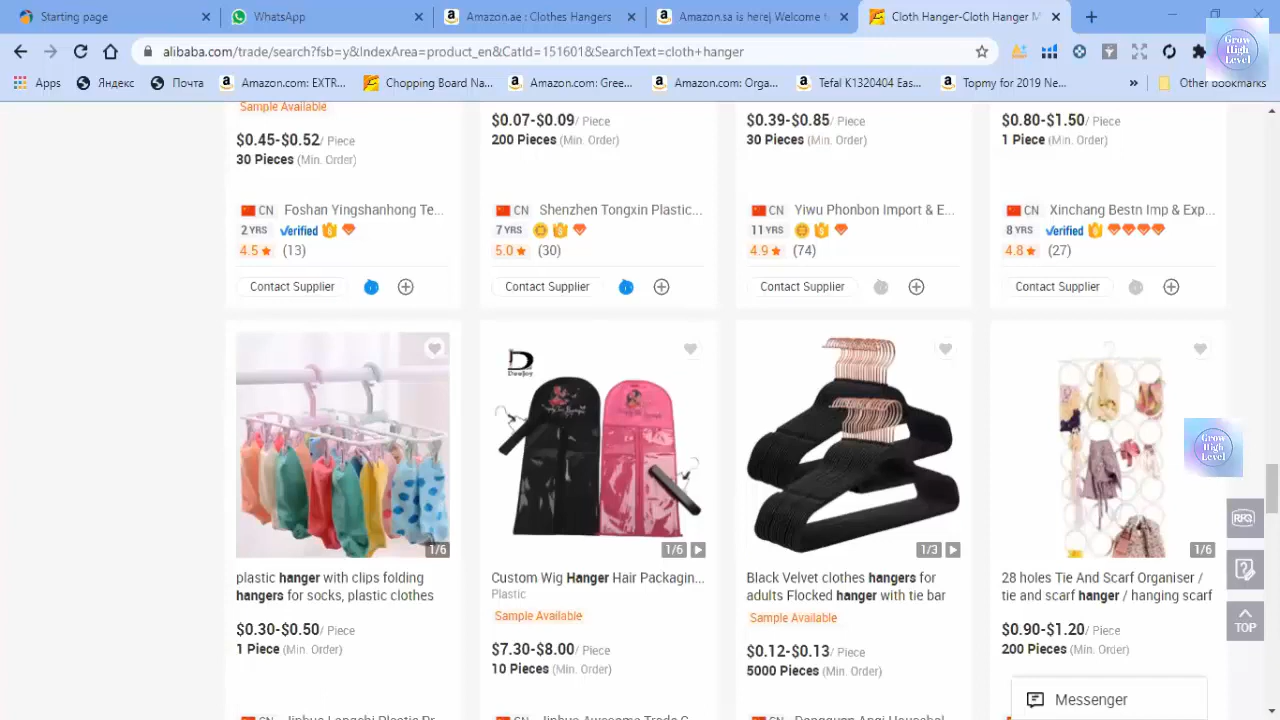 Starting page
WhatsApp
Amazon.ae : Clothes Hangers
Amazon.sa is here| Welcome t
Cloth Hanger-Cloth Hanger M
alibaba.com/trade/search?fsb=y&IndexArea=product_en&CatId=151601&SearchText=cloth+hanger
Grow High Level
Apps
Яндекс
Почта
Amazon.com: EXTR...
Chopping Board Na...
Amazon.com: Gree...
Amazon.com: Orga...
Tefal K1320404 Eas...
Topmy for 2019 Ne...
»
Other bookmarks
Sample Available
$0.45-$0.52/ Piece
30 Pieces (Min. Order)
$0.07-$0.09/ Piece
200 Pieces (Min. Order)
$0.39-$0.85/ Piece
30 Pieces (Min. Order)
$0.80-$1.50/ Piece
1 Piece (Min. Order)
CN Foshan Yingshanhong Te...
2 YRS Verified
4.5 (13)
Contact Supplier
CN Shenzhen Tongxin Plastic...
7 YRS
5.0 (30)
Contact Supplier
CN Yiwu Phonbon Import & E...
11 YRS
4.9 (74)
Contact Supplier
CN Xinchang Bestn Imp & Exp...
8 YRS Verified
4.8 (27)
Contact Supplier
1/6
plastic hanger with clips folding
hangers for socks, plastic clothes
$0.30-$0.50/ Piece
1 Piece (Min. Order)
D
DouJoy
1/6
Custom Wig Hanger Hair Packagin...
Plastic
Sample Available
$7.30-$8.00/ Piece
10 Pieces (Min. Order)
1/3
Black Velvet clothes hangers for
adults Flocked hanger with tie bar
Sample Available
$0.12-$0.13/ Piece
5000 Pieces (Min. Order)
1/6
28 holes Tie And Scarf Organiser /
tie and scarf hanger / hanging scarf
$0.90-$1.20/ Piece
200 Pieces (Min. Order)
Grow
High
Level
RFQ
TOP
Messenger